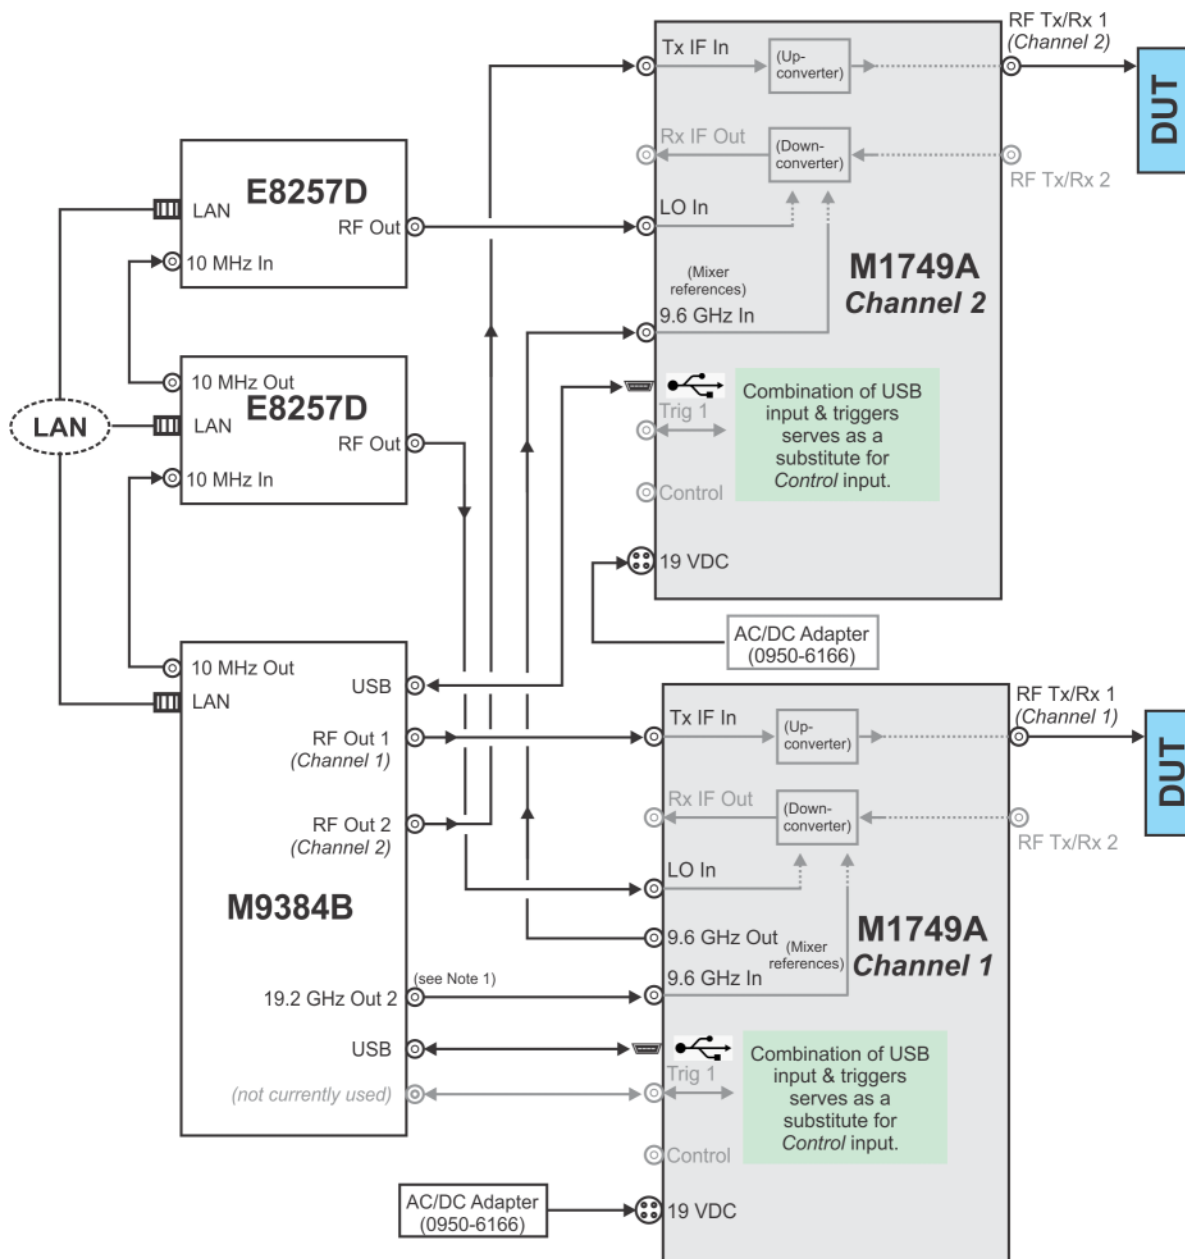 RF Tx/Rx 1
(Channel 2)
Tx IF In
(Up-
converter)
DUT
Rx IF Out
(Down-
converter)
RF Tx/Rx 2
E8257D
LAN
RF Out
10 MHz In
LO In
M1749A
Channel 2
(Mixer
references)
9.6 GHz In
10 MHz Out
E8257D
LAN
RF Out
10 MHz In
LAN
Trig 1
Combination of USB
input & triggers
serves as a
substitute for
Control input.
Control
19 VDC
AC/DC Adapter
(0950-6166)
10 MHz Out
LAN
USB
RF Out 1
(Channel 1)
RF Out 2
(Channel 2)
M9384B
(see Note 1)
19.2 GHz Out 2
USB
(not currently used)
RF Tx/Rx 1
(Channel 1)
Tx IF In
(Up-
converter)
DUT
Rx IF Out
(Down-
converter)
RF Tx/Rx 2
LO In
M1749A
Channel 1
9.6 GHz Out
(Mixer
references)
9.6 GHz In
Trig 1
Combination of USB
input & triggers
serves as a
substitute for
Control input.
Control
AC/DC Adapter
(0950-6166)
19 VDC